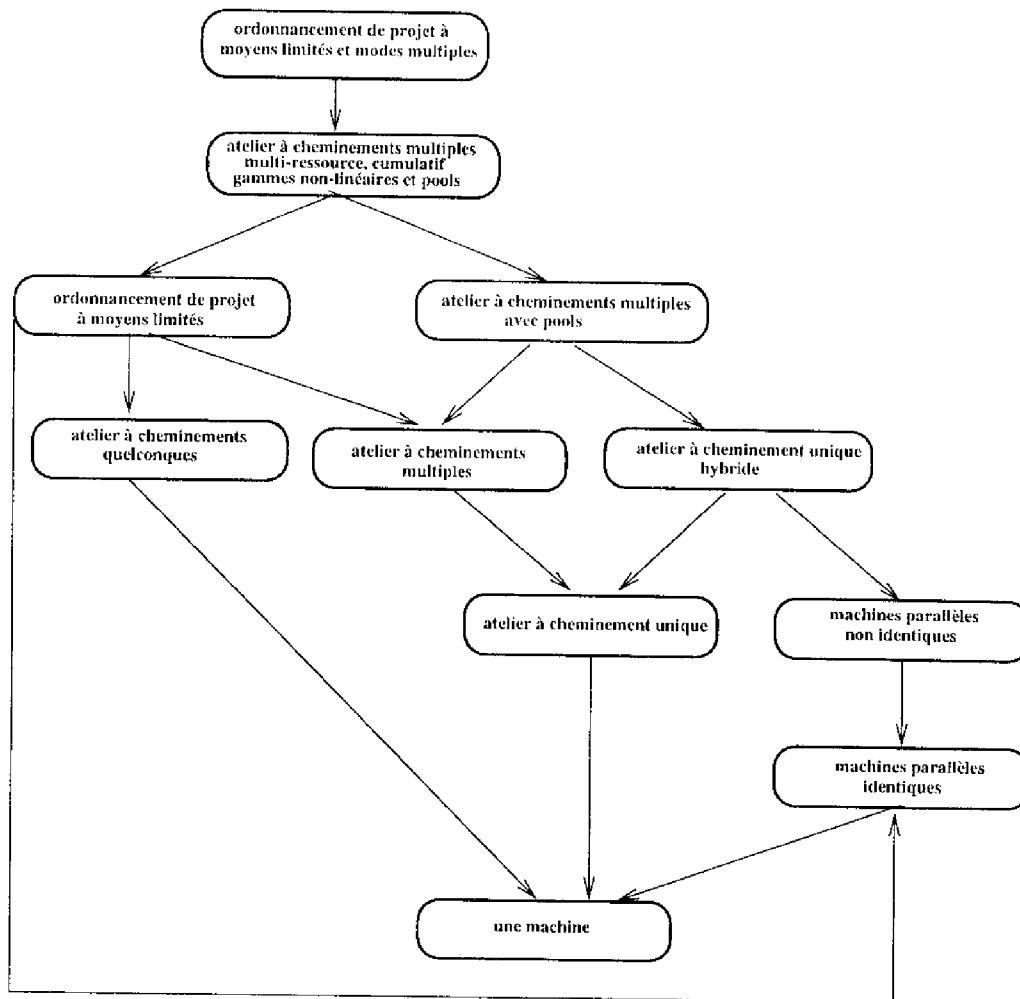 ordonnancement de projet à
moyens limités et modes multiples
atelier à cheminements multiples
multi-ressource, cumulatif
gammes non-linéaires et pools
ordonnancement de projet
à moyens limités
atelier à cheminements multiples
avec pools
atelier à cheminements
quelconques
atelier à cheminements
multiples
atelier à cheminement unique
hybride
atelier à cheminement unique
machines parallèles
non identiques
machines parallèles
identiques
une machine